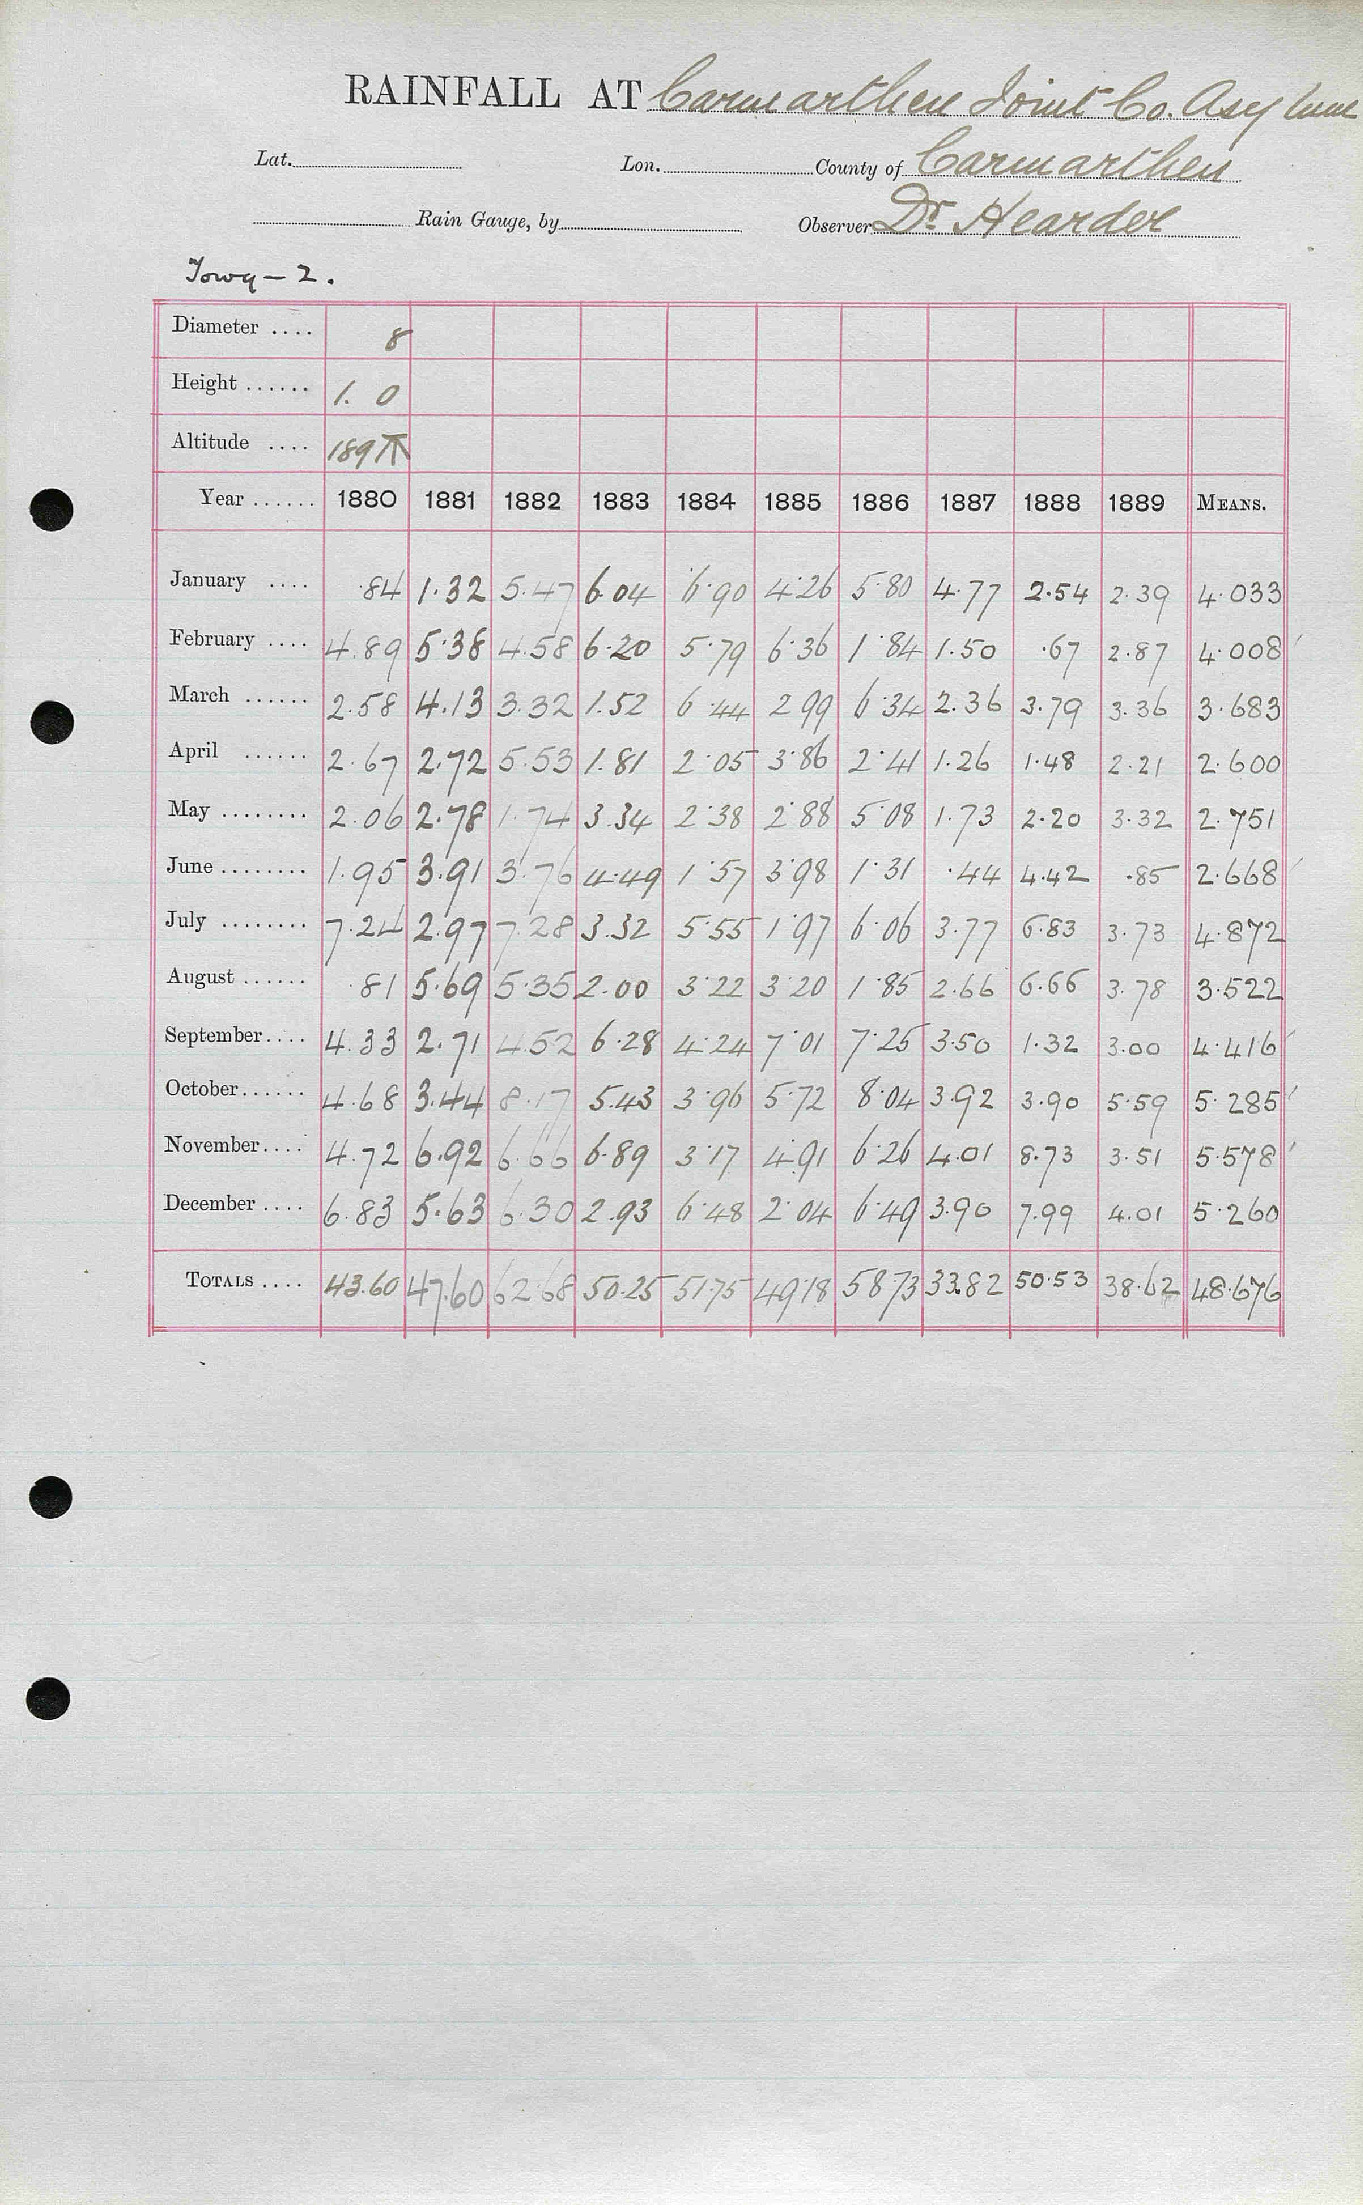 RAINFALL AT Carmarthen Joint Co. Asylum
Lat. Lon. County of Carmarthen
Rain Gauge, by Observer Dr Hearder
Towy - 2.
Diameter .... 8
Height ...... 1. 0
Altitude .... 189
Year ...... 1880 1881 1882 1883 1884 1885 1886 1887 1888 1889 MEANS.
January .... .84 1.32 5.47 6.04 6.90 4.26 5.80 4.77 2.54 2.39 4.033
February .... 4.89 5.38 4.58 6.20 5.79 6.36 1.84 1.50 .67 2.87 4.008
March ...... 2.58 4.13 3.32 1.52 6.44 2.99 6.34 2.36 3.79 3.36 3.683
April ...... 2.67 2.72 5.53 1.81 2.05 3.86 2.41 1.26 1.48 2.21 2.600
May ........ 2.06 2.78 1.74 3.34 2.38 2.88 5.08 1.73 2.20 3.32 2.751
June ........ 1.95 3.91 3.76 4.49 1.57 3.98 1.31 .44 4.42 .85 2.668
July ........ 7.24 2.97 7.28 3.32 5.55 1.97 6.06 3.77 6.83 3.73 4.872
August ...... .81 5.69 5.35 2.00 3.22 3.20 1.85 2.66 6.66 3.78 3.522
September.... 4.33 2.71 4.52 6.28 4.24 7.01 7.25 3.50 1.32 3.00 4.416
October...... 4.68 3.44 8.17 5.43 3.96 5.72 8.04 3.92 3.90 5.59 5.285
November.... 4.72 6.92 6.66 6.89 3.17 4.91 6.26 4.01 8.73 3.51 5.578
December .... 6.83 5.63 6.30 2.93 6.48 2.04 6.49 3.90 7.99 4.01 5.260
TOTALS .... 43.60 47.60 62.68 50.25 51.75 49.18 58.73 33.82 50.53 38.62 48.676